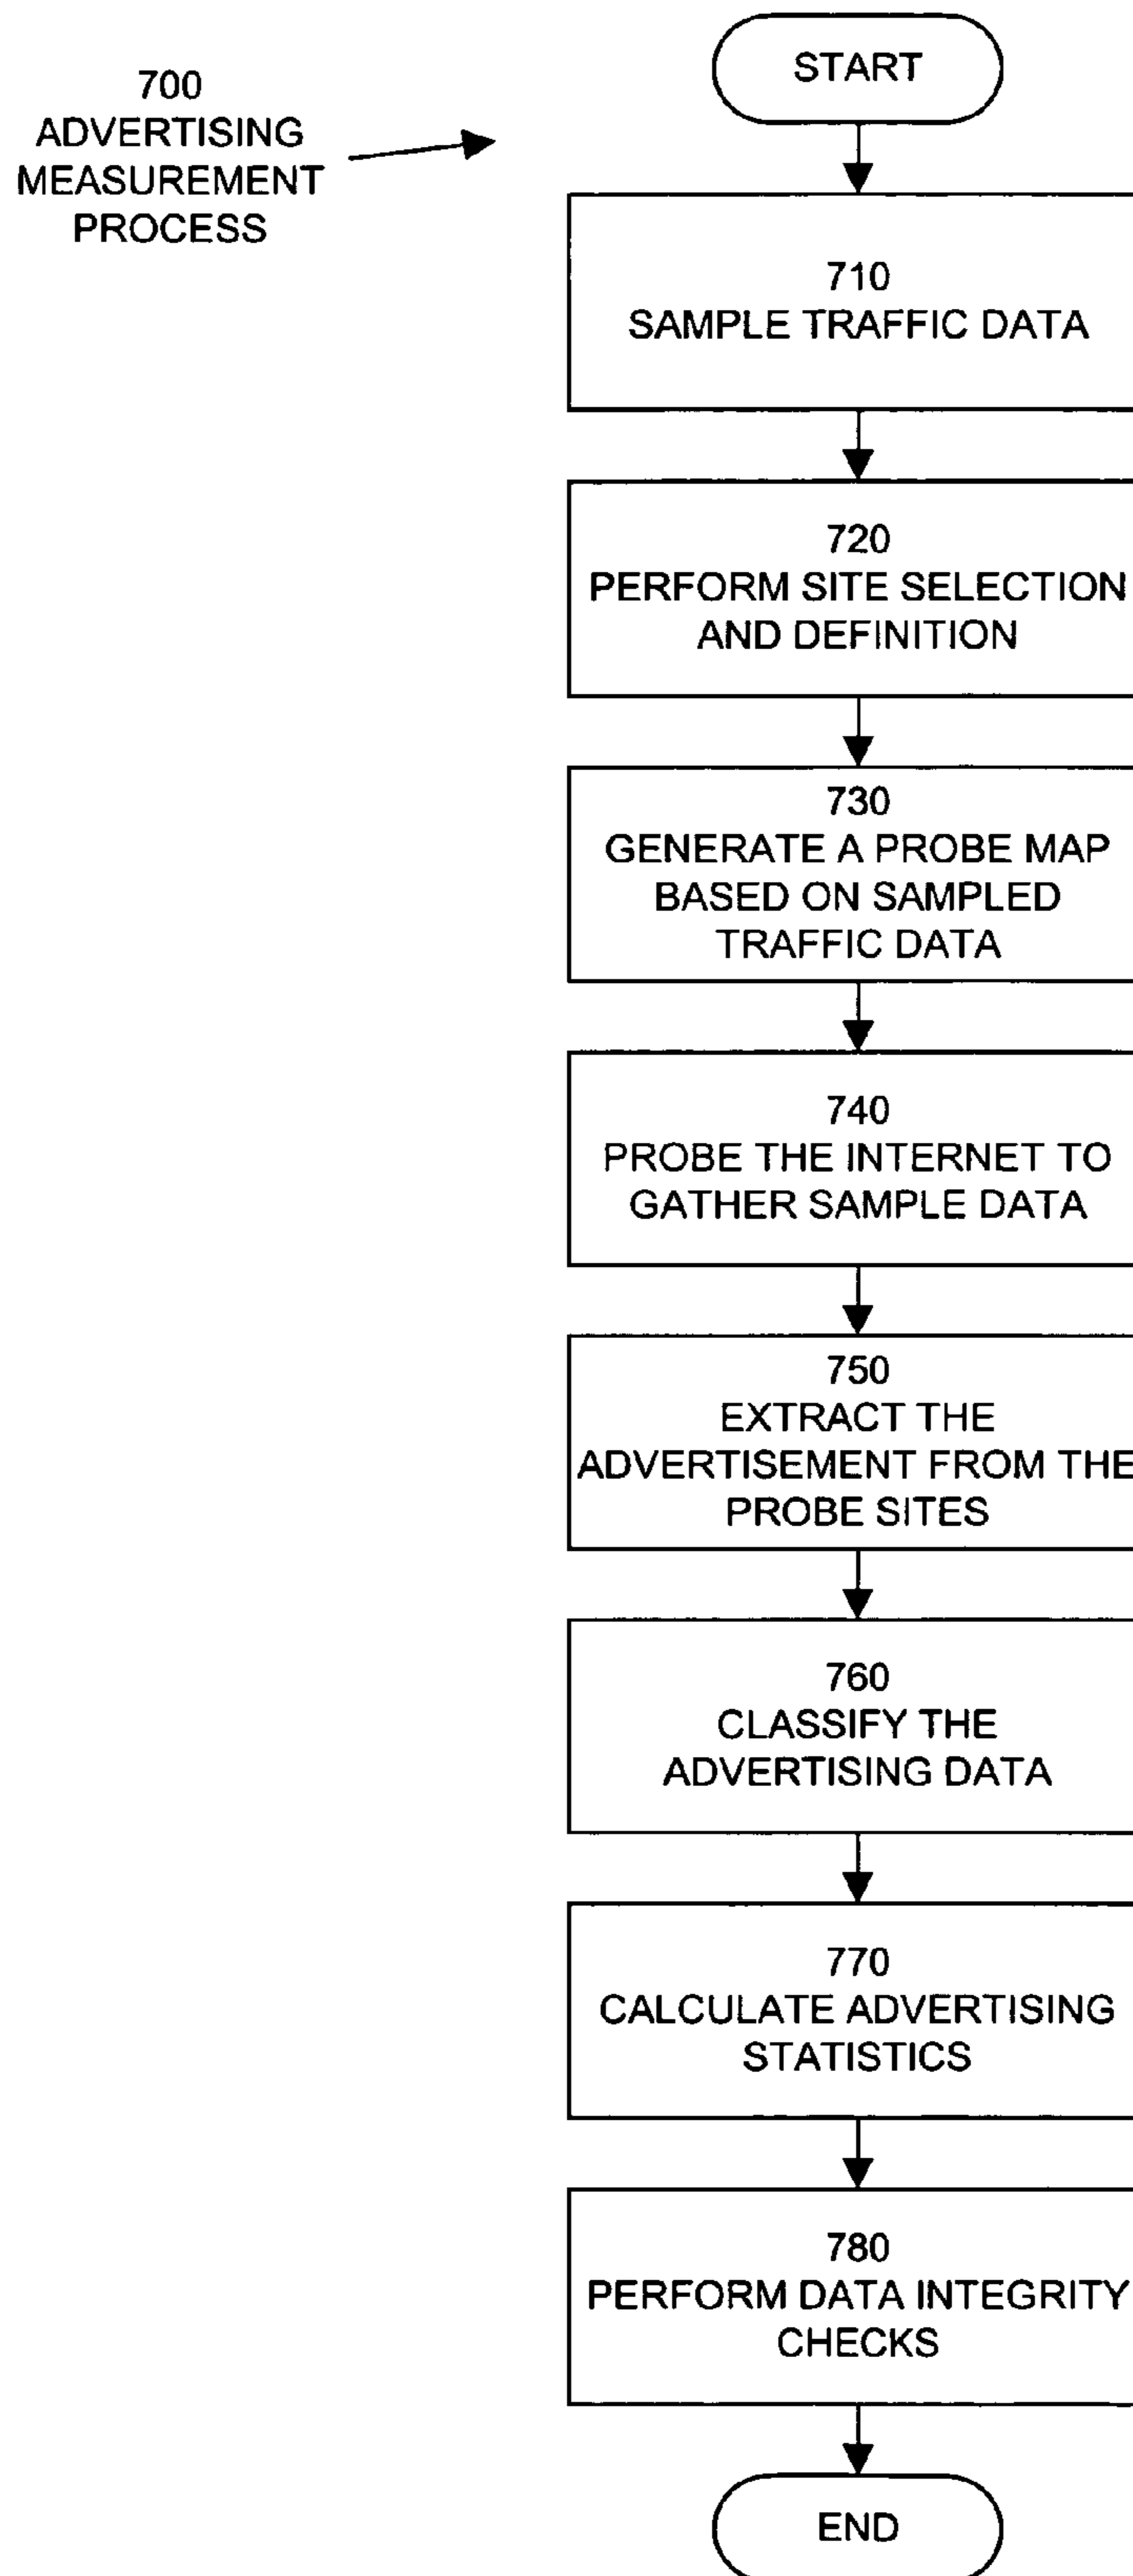 700
ADVERTISING
MEASUREMENT
PROCESS
START
710
SAMPLE TRAFFIC DATA
720
PERFORM SITE SELECTION
AND DEFINITION
730
GENERATE A PROBE MAP
BASED ON SAMPLED
TRAFFIC DATA
740
PROBE THE INTERNET TO
GATHER SAMPLE DATA
750
EXTRACT THE
ADVERTISEMENT FROM THE
PROBE SITES
760
CLASSIFY THE
ADVERTISING DATA
770
CALCULATE ADVERTISING
STATISTICS
780
PERFORM DATA INTEGRITY
CHECKS
END